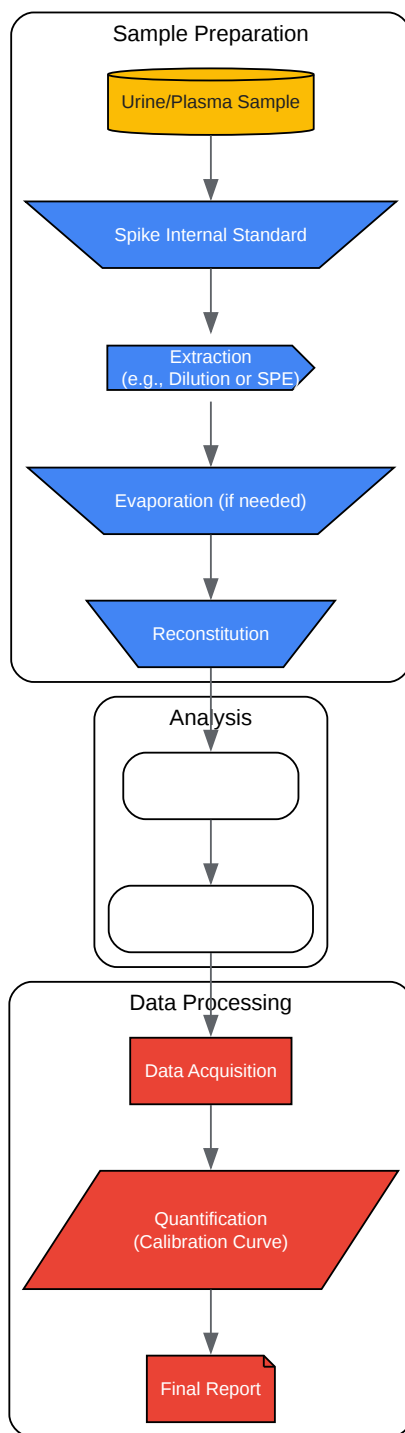 Sample Preparation
Urine/Plasma Sample
Spike Internal Standard
Extraction
(e.g., Dilution or SPE)
Evaporation (if needed)
Reconstitution
Analysis
Data Processing
Data Acquisition
Quantification
(Calibration Curve)
Final Report